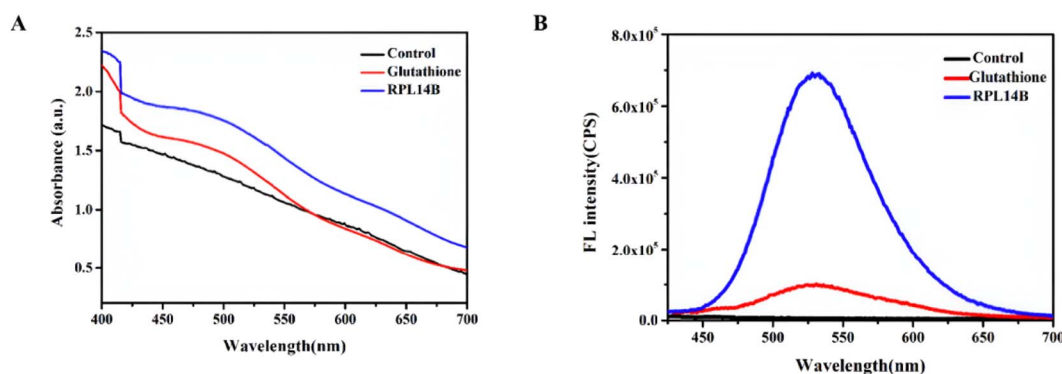 A
Absorbance (a.u.)
2.5
2.0
1.5
1.0
0.5
Control
Glutathione
RPL14B
400 450 500 550 600 650 700
Wavelength(nm)
B
FL intensity(CPS)
8.0x10⁵
6.0x10⁵
4.0x10⁵
2.0x10⁵
0.0
Control
Glutathione
RPL14B
450 500 550 600 650 700
Wavelength(nm)